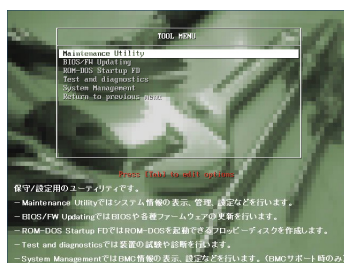 TOOL MENU
Maintenance Utility
BIOS/FW Updating
ROM-DOS Startup FD
Test and diagnostics
System Management
Return to previous menu
Press [Tab] to edit options
保守/設定用のユーティリティです。
－Maintenance Utilityではシステム情報の表示、管理、設定などを行います。
－BIOS/FW UpdatingではBIOSや各種ファームウェアの更新を行います。
－ROM-DOS Startup FDではROM-DOSを起動できるフロッピーディスクを作成します。
－Test and diagnosticsでは装置の試験や診断を行います。
－System ManagementではBMC情報の表示、設定などを行います。（BMCサポート時のみ）